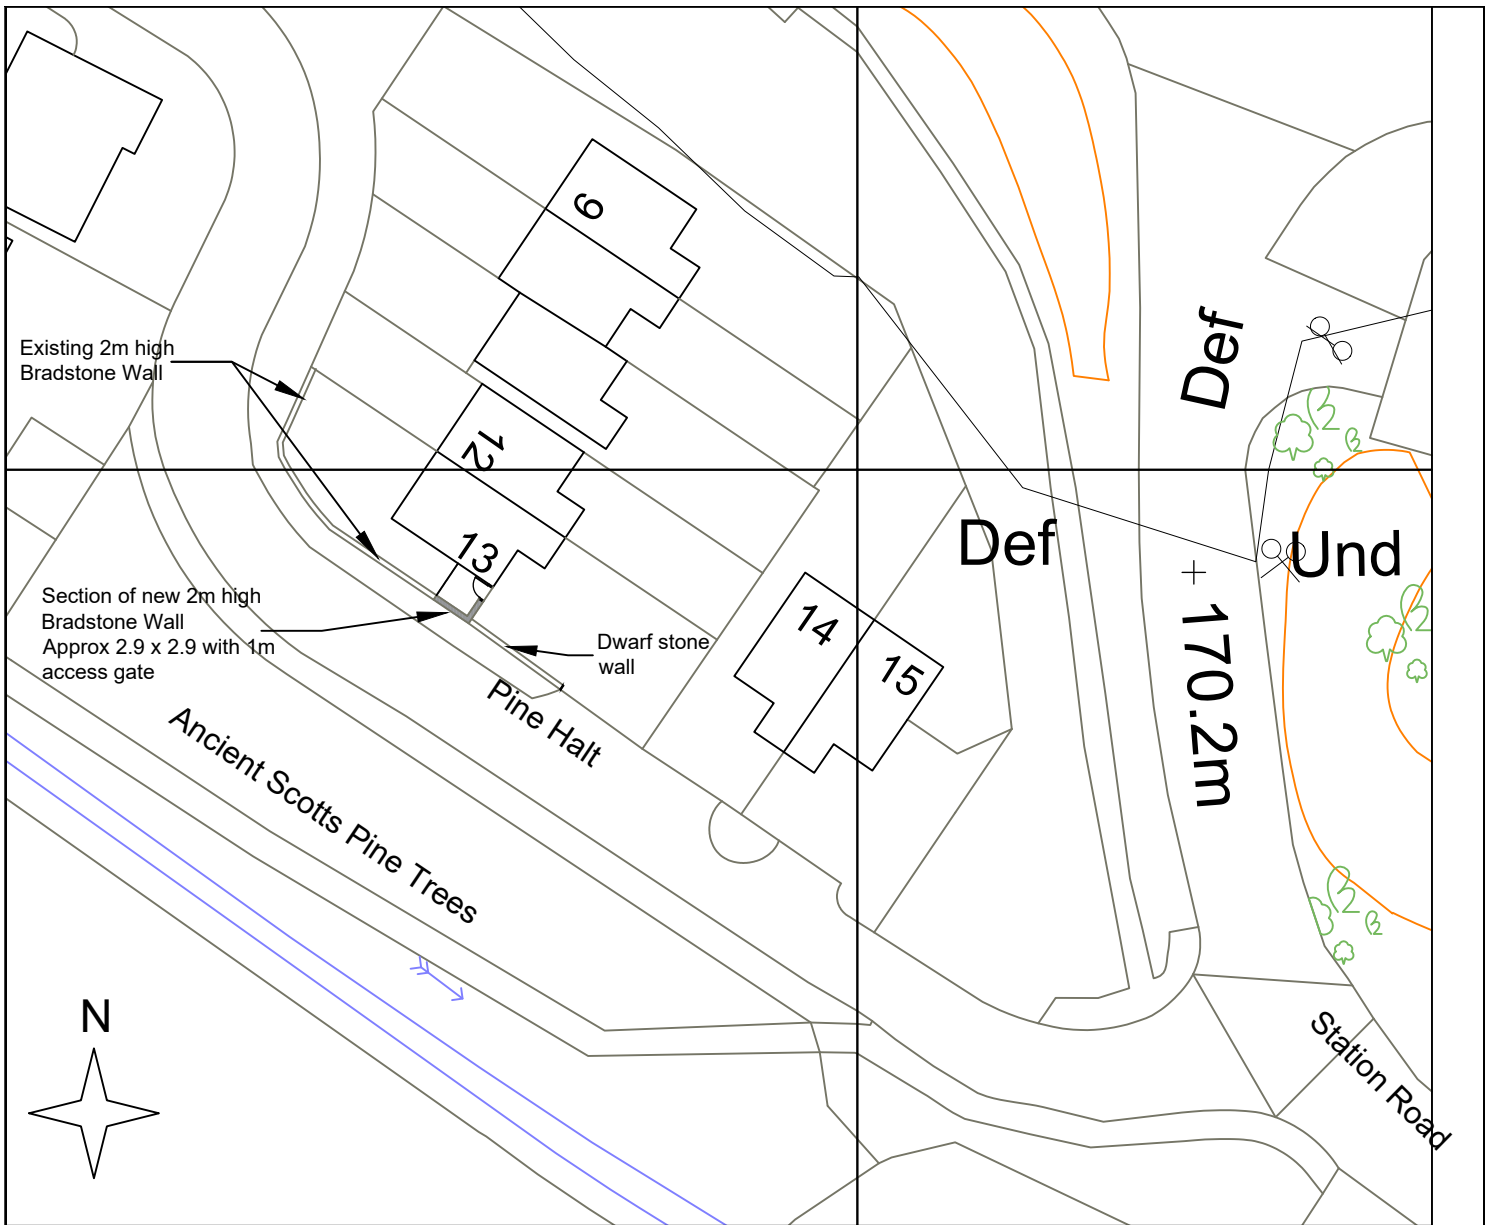 9
Def
Existing 2m high
Bradstone Wall
12
13
Def
Und
Section of new 2m high
Bradstone Wall
Approx 2.9 x 2.9 with 1m
access gate
Dwarf stone
wall
14
15
170.2m
Pine Halt
Ancient Scotts Pine Trees
N
Station Road